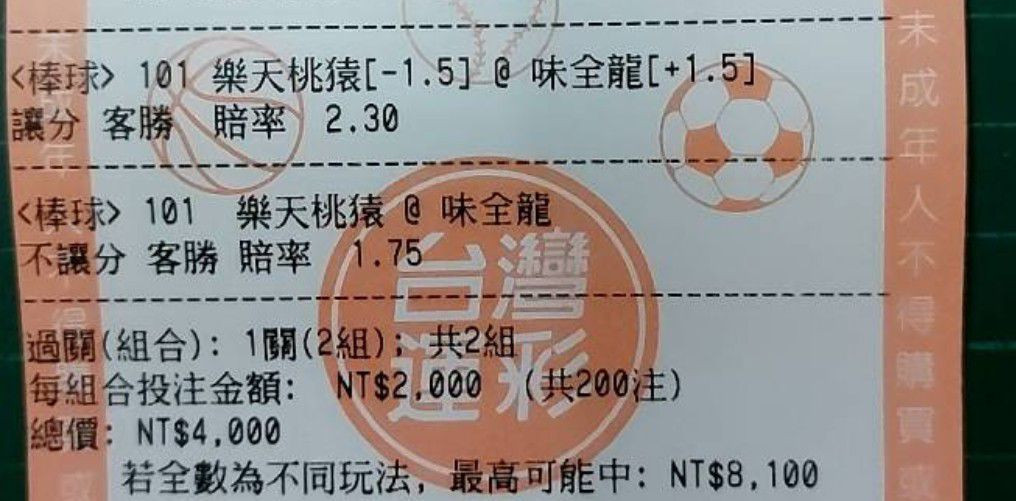 <棒球> 101 樂天桃猿[-1.5] @ 味全龍[+1.5]
讓分 客勝 賠率 2.30
<棒球> 101 樂天桃猿 @ 味全龍
不讓分 客勝 賠率 1.75
過關(組合): 1關(2組); 共2組
每組合投注金額: NT$2,000 (共200注)
總價: NT$4,000
若全數為不同玩法, 最高可能中: NT$8,100
台灣
運彩
未成年人不得購買或